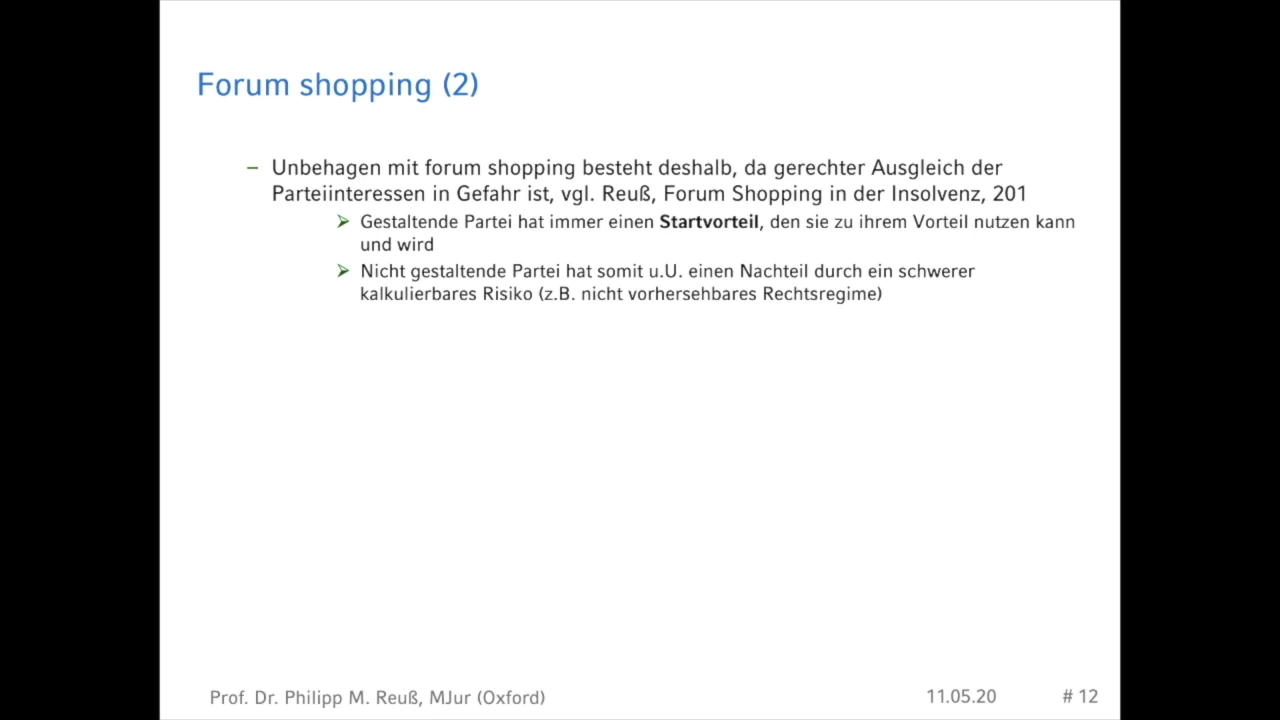 Forum shopping (2)
– Unbehagen mit forum shopping besteht deshalb, da gerechter Ausgleich der
Parteiinteressen in Gefahr ist, vgl. Reuß, Forum Shopping in der Insolvenz, 201
➢ Gestaltende Partei hat immer einen Startvorteil, den sie zu ihrem Vorteil nutzen kann
und wird
➢ Nicht gestaltende Partei hat somit u.U. einen Nachteil durch ein schwerer
kalkulierbares Risiko (z.B. nicht vorhersehbares Rechtsregime)
Prof. Dr. Philipp M. Reuß, MJur (Oxford) 11.05.20 # 12